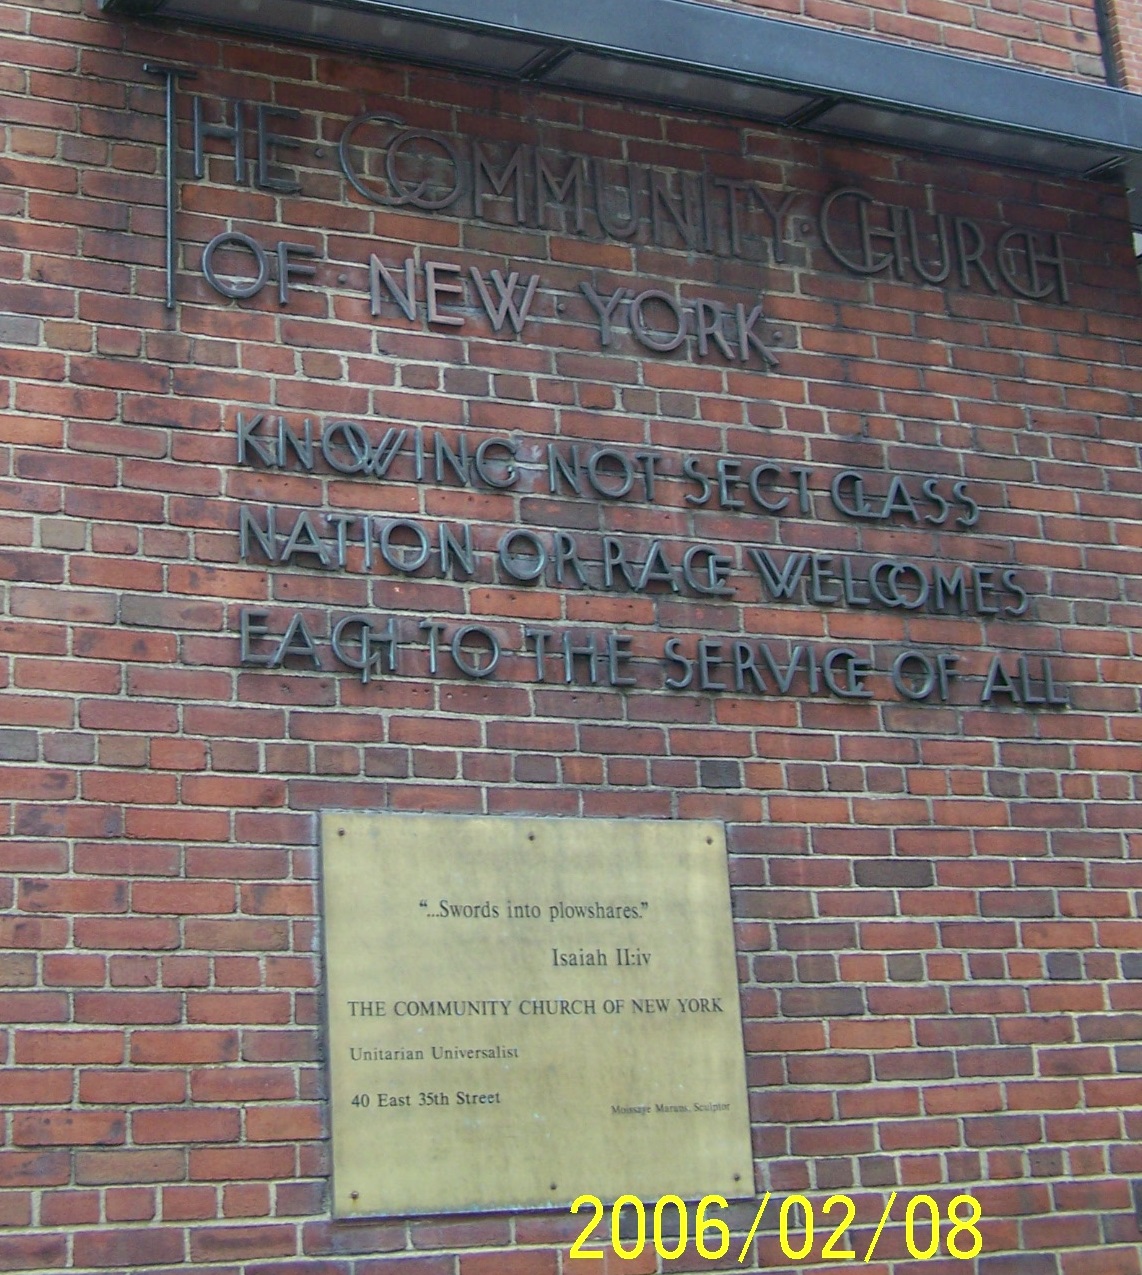 THE COMMUNITY CHURCH
OF · NEW · YORK ·
KNOWING NOT SECT CLASS
NATION OR RACE WELCOMES
EACH TO THE SERVICE OF ALL
“...Swords into plowshares.”
Isaiah II:iv
THE COMMUNITY CHURCH OF NEW YORK
Unitarian Universalist
40 East 35th Street
Sculptor
2006/02/08